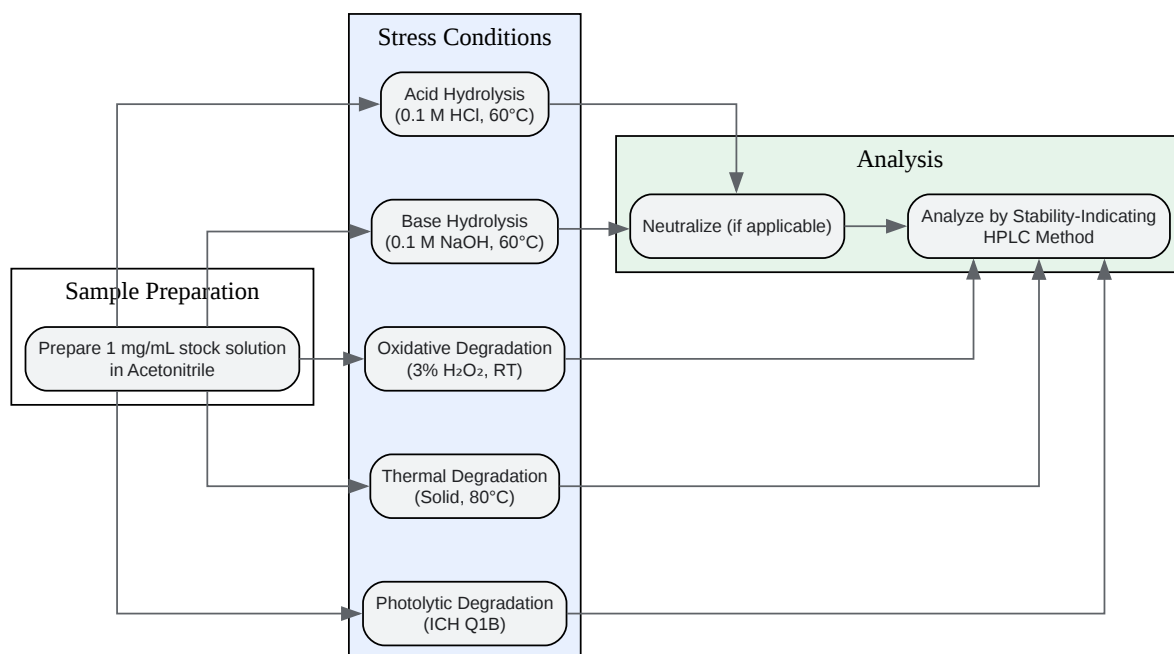 Stress Conditions
Acid Hydrolysis
(0.1 M HCl, 60°C)
Base Hydrolysis
(0.1 M NaOH, 60°C)
Oxidative Degradation
(3% H₂O₂, RT)
Thermal Degradation
(Solid, 80°C)
Photolytic Degradation
(ICH Q1B)
Sample Preparation
Prepare 1 mg/mL stock solution
in Acetonitrile
Analysis
Neutralize (if applicable)
Analyze by Stability-Indicating
HPLC Method